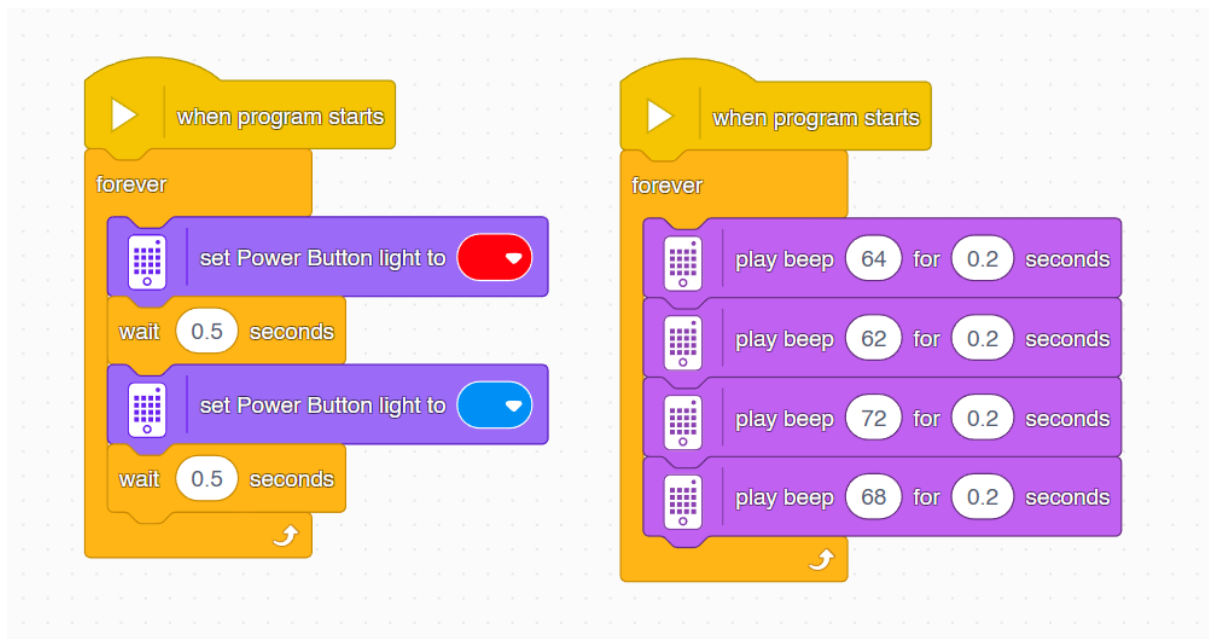 when program starts
forever
set Power Button light to
wait 0.5 seconds
set Power Button light to
wait 0.5 seconds
when program starts
forever
play beep 64 for 0.2 seconds
play beep 62 for 0.2 seconds
play beep 72 for 0.2 seconds
play beep 68 for 0.2 seconds